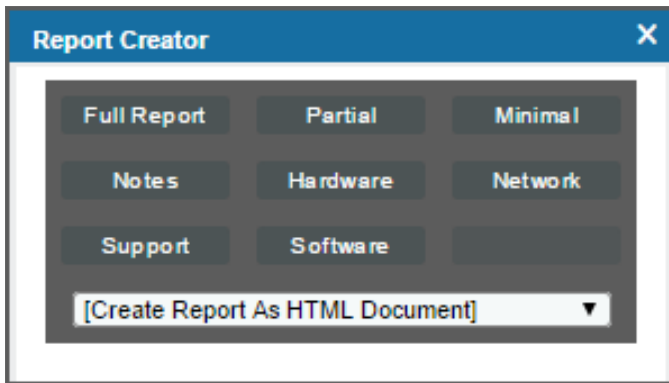 Report Creator
Full Report Partial Minimal
Notes Hardware Network
Support Software
[Create Report As HTML Document]